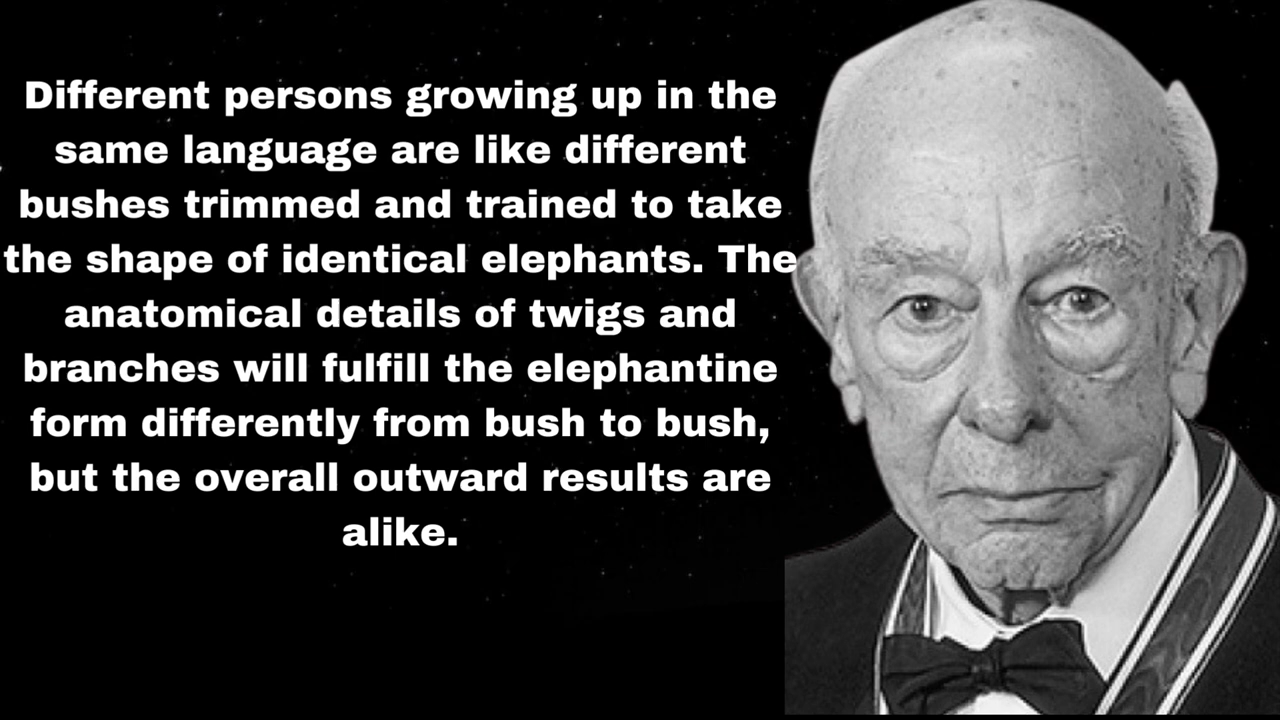 Different persons growing up in the
same language are like different
bushes trimmed and trained to take
the shape of identical elephants. The
anatomical details of twigs and
branches will fulfill the elephantine
form differently from bush to bush,
but the overall outward results are
alike.